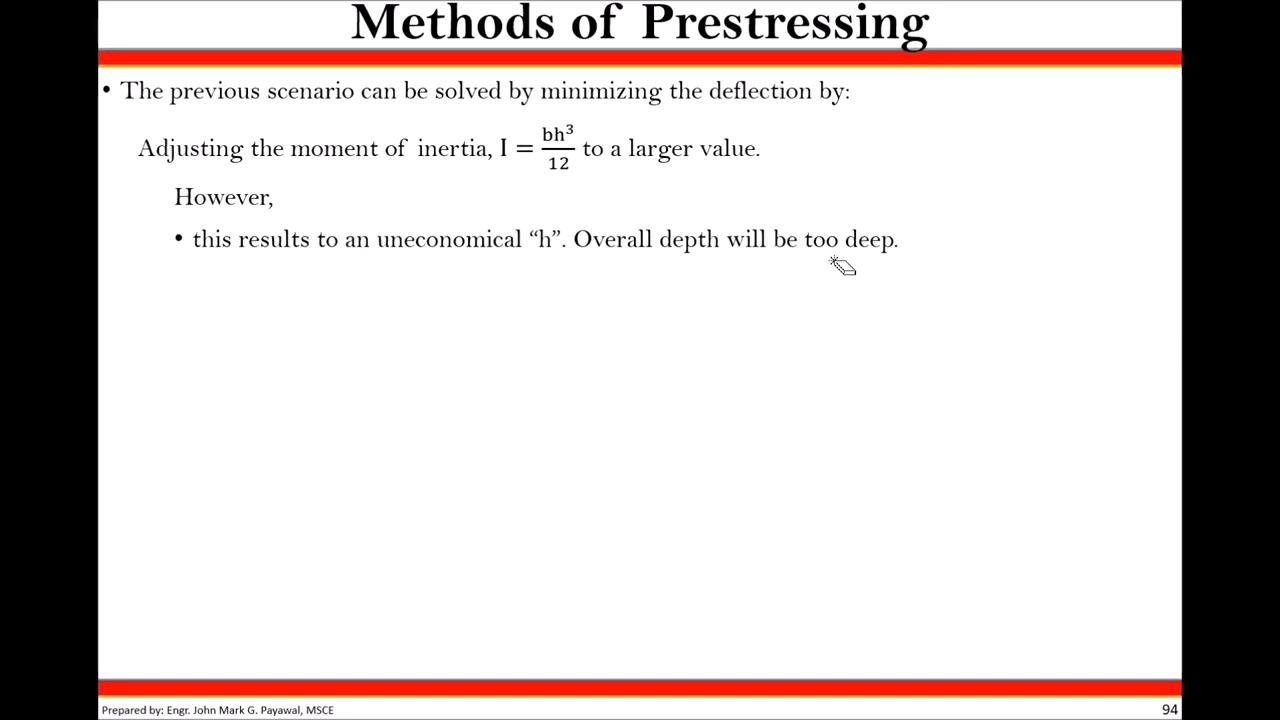 Methods of Prestressing
• The previous scenario can be solved by minimizing the deflection by:
Adjusting the moment of inertia, I = bh³/12 to a larger value.
However,
• this results to an uneconomical “h”. Overall depth will be too deep.
Prepared by: Engr. John Mark G. Payawal, MSCE
94